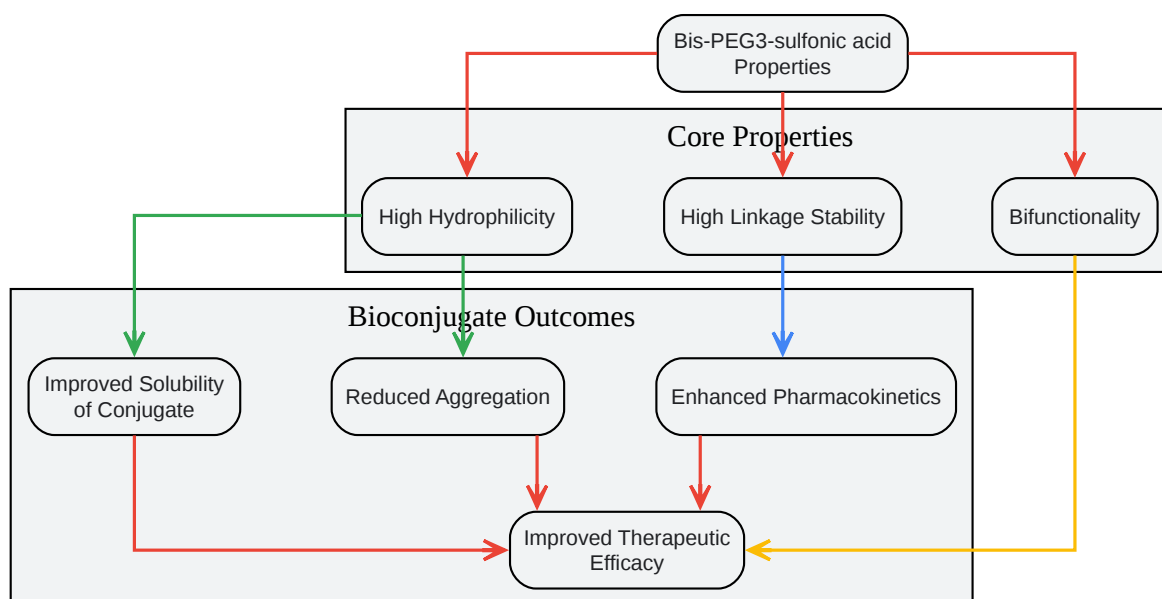 Bis-PEG3-sulfonic acid
Properties
Core Properties
High Hydrophilicity
High Linkage Stability
Bifunctionality
Bioconjugate Outcomes
Improved Solubility
of Conjugate
Reduced Aggregation
Enhanced Pharmacokinetics
Improved Therapeutic
Efficacy